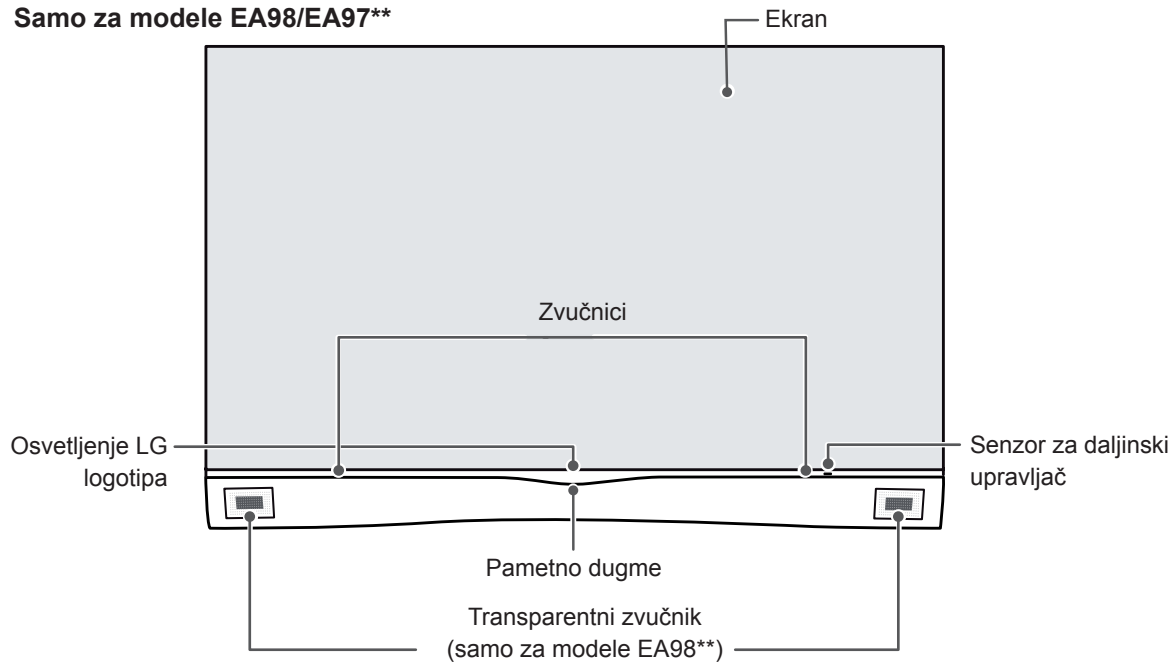 Samo za modele EA98/EA97**
Ekran
Zvučnici
Osvetljenje LG
logotipa
Senzor za daljinski
upravljač
Pametno dugme
Transparentni zvučnik
(samo za modele EA98**)